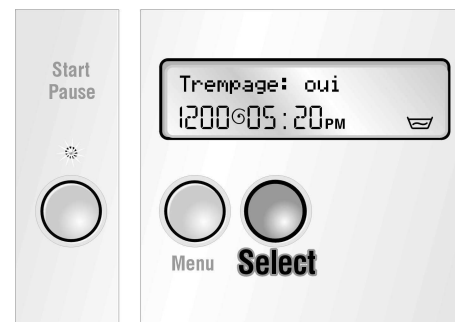 Start
Pause
Trempage: oui
1200 05:20PM
Menu
Select